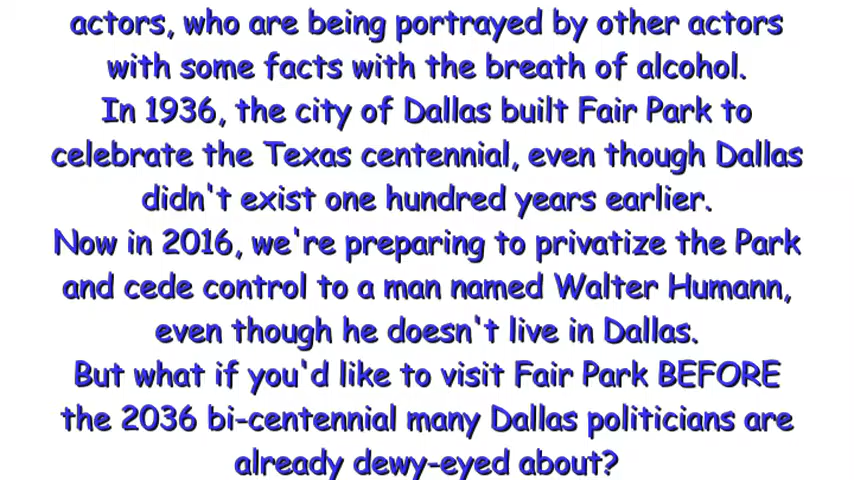 actors, who are being portrayed by other actors
with some facts with the breath of alcohol.
In 1936, the city of Dallas built Fair Park to
celebrate the Texas centennial, even though Dallas
didn't exist one hundred years earlier.
Now in 2016, we're preparing to privatize the Park
and cede control to a man named Walter Humann,
even though he doesn't live in Dallas.
But what if you'd like to visit Fair Park BEFORE
the 2036 bi-centennial many Dallas politicians are
already dewy-eyed about?